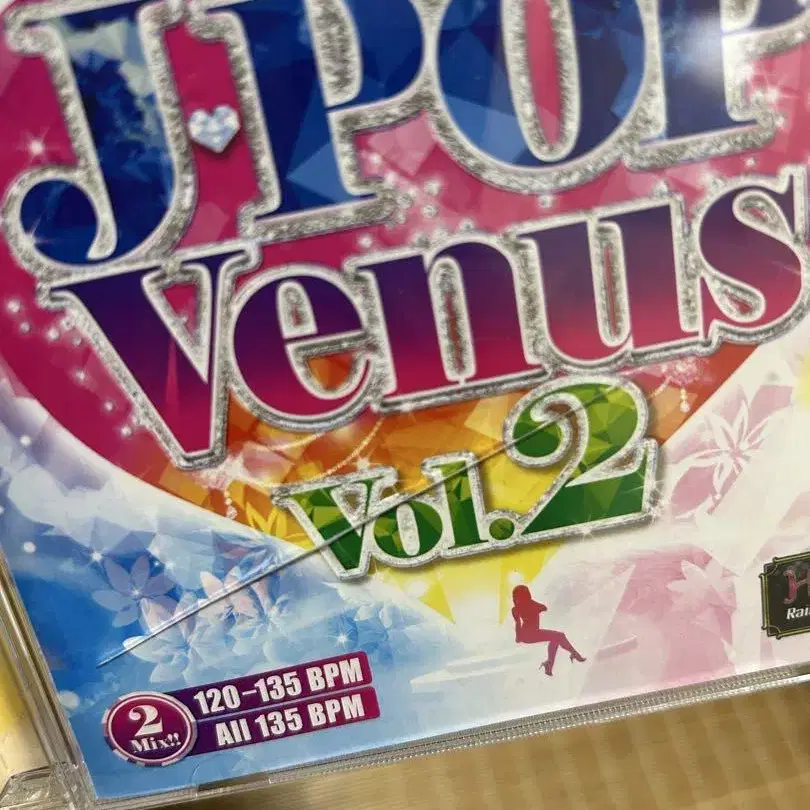 J·POP
Venus
Vol.2
2
Mix!!
120-135 BPM
All 135 BPM